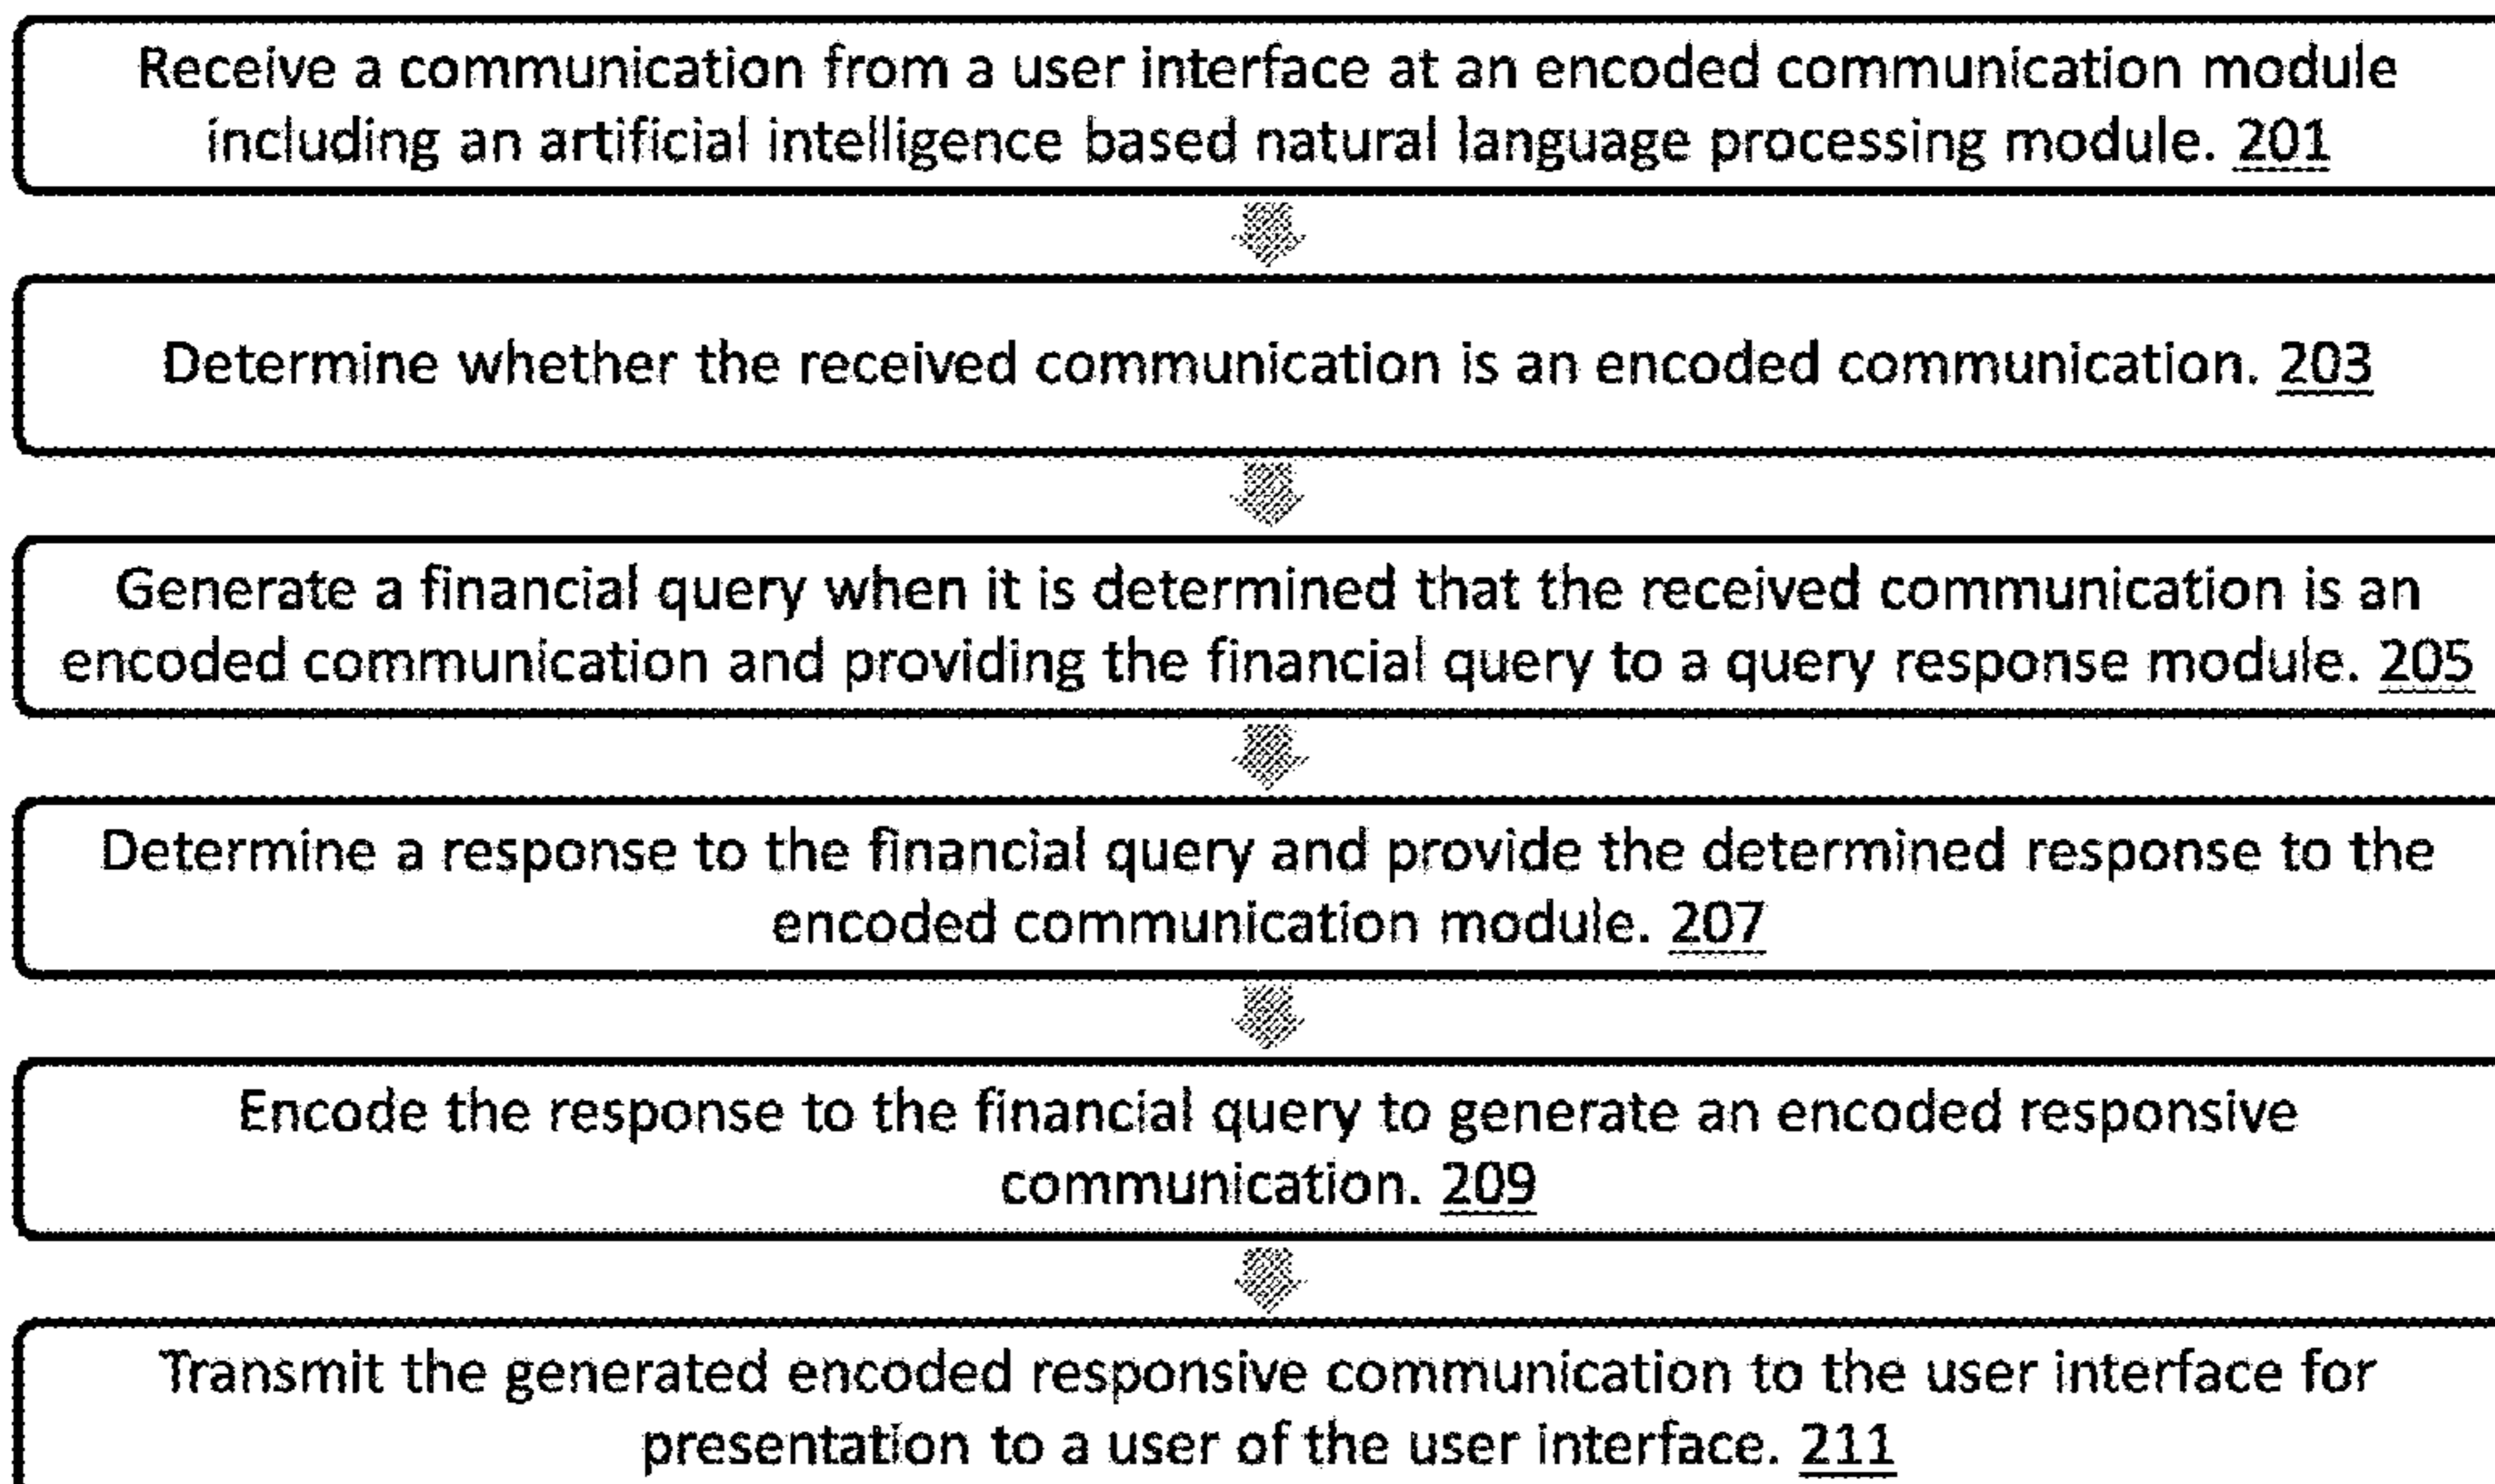 Receive a communication from a user interface at an encoded communication module
including an artificial intelligence based natural language processing module. 201
Determine whether the received communication is an encoded communication. 203
Generate a financial query when it is determined that the received communication is an
encoded communication and providing the financial query to a query response module. 205
Determine a response to the financial query and provide the determined response to the
encoded communication module. 207
Encode the response to the financial query to generate an encoded responsive
communication. 209
Transmit the generated encoded responsive communication to the user interface for
presentation to a user of the user interface. 211